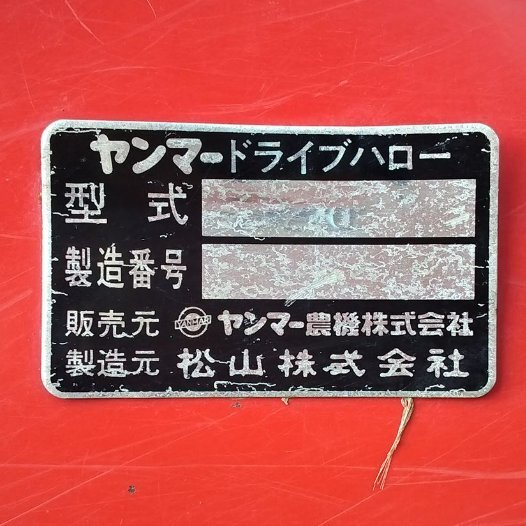 ヤンマードライブハロー
型式
製造番号
販売元 YANMAR ヤンマー農機株式会社
製造元 松山株式会社